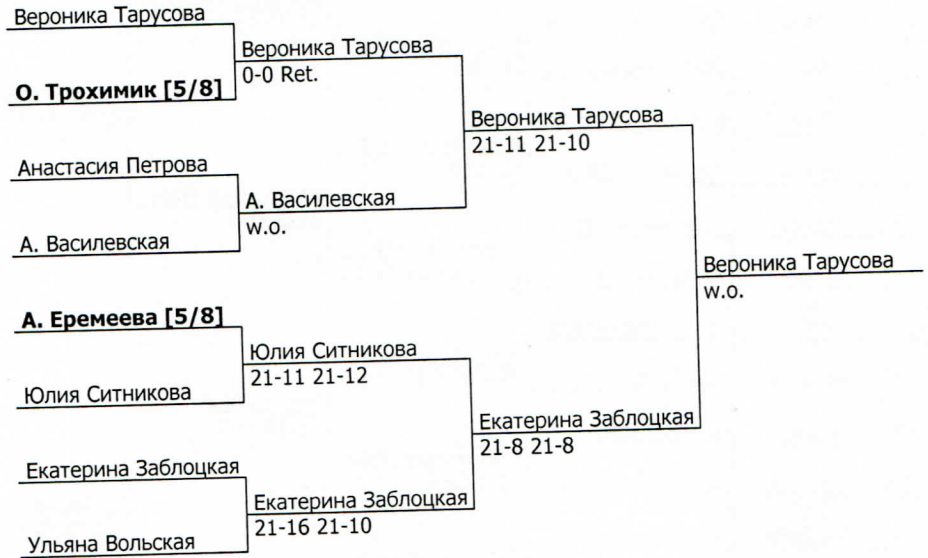 Вероника Тарусова
Вероника Тарусова
0-0 Ret.
О. Трохимик [5/8]
Вероника Тарусова
21-11 21-10
Анастасия Петрова
А. Василевская
w.o.
А. Василевская
Вероника Тарусова
w.o.
А. Еремеева [5/8]
Юлия Ситникова
21-11 21-12
Юлия Ситникова
Екатерина Заблоцкая
21-8 21-8
Екатерина Заблоцкая
Екатерина Заблоцкая
21-16 21-10
Ульяна Вольская